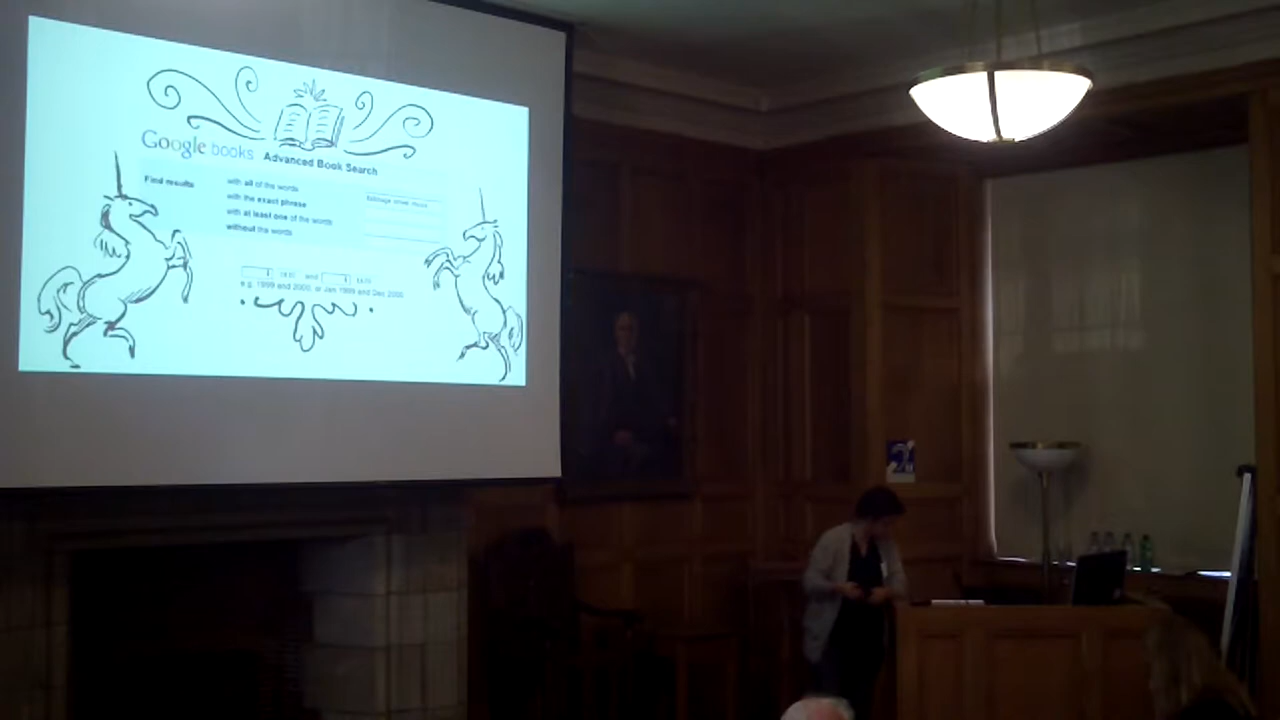 Google books Advanced Book Search
Find results with all of the words
with the exact phrase
with at least one of the words
without the words
and
e.g. 1999 and 2000, or Jan 1999 and Dec 2000